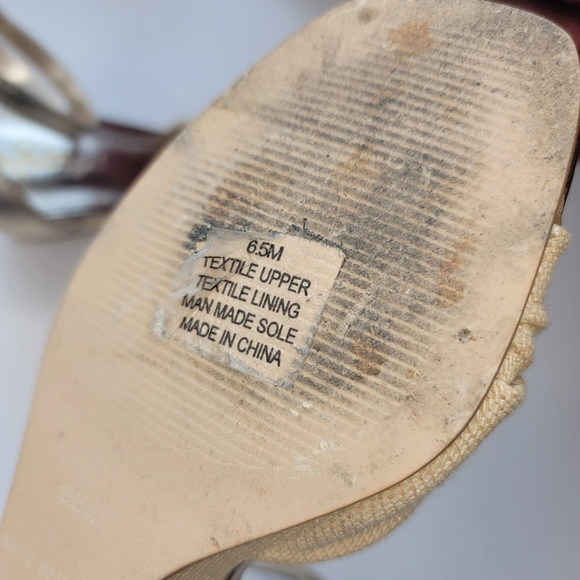 6.5M
TEXTILE UPPER
TEXTILE LINING
MAN MADE SOLE
MADE IN CHINA